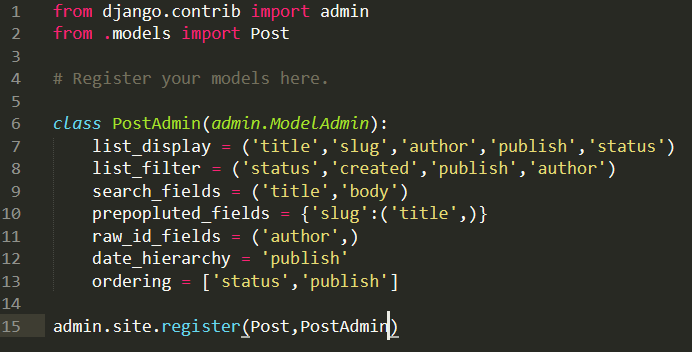 1 from django.contrib import admin
2 from .models import Post
3
4 # Register your models here.
5
6 class PostAdmin(admin.ModelAdmin):
7 list_display = ('title','slug','author','publish','status')
8 list_filter = ('status','created','publish','author')
9 search_fields = ('title','body')
10 prepopluted_fields = {'slug':('title',)}
11 raw_id_fields = ('author',)
12 date_hierarchy = 'publish'
13 ordering = ['status','publish']
14
15 admin.site.register(Post,PostAdmin)